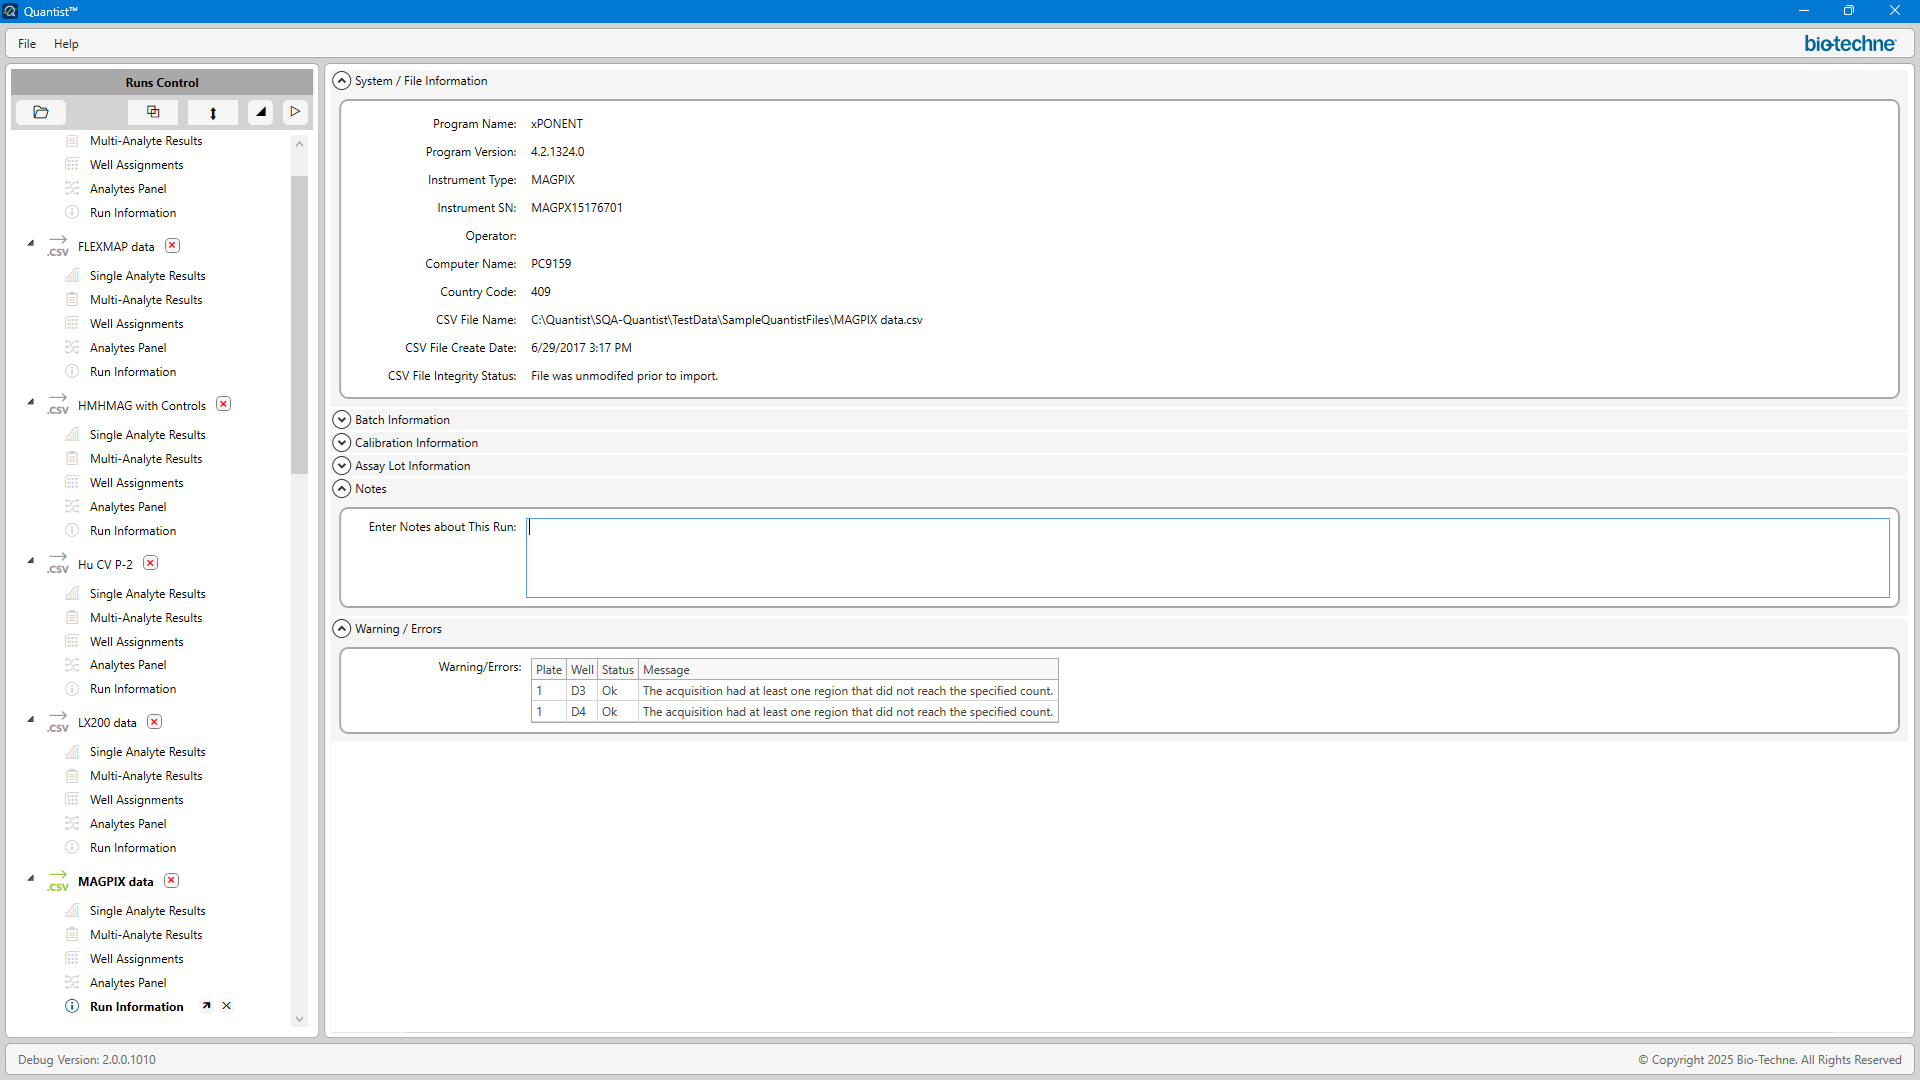 Quantist™
File Help
bio-techne
Runs Control
Multi-Analyte Results
Well Assignments
Analytes Panel
Run Information
.CSV FLEXMAP data
Single Analyte Results
Multi-Analyte Results
Well Assignments
Analytes Panel
Run Information
.CSV HMHMAG with Controls
Single Analyte Results
Multi-Analyte Results
Well Assignments
Analytes Panel
Run Information
.CSV Hu CV P-2
Single Analyte Results
Multi-Analyte Results
Well Assignments
Analytes Panel
Run Information
.CSV LX200 data
Single Analyte Results
Multi-Analyte Results
Well Assignments
Analytes Panel
Run Information
.CSV MAGPIX data
Single Analyte Results
Multi-Analyte Results
Well Assignments
Analytes Panel
Run Information
System / File Information
Program Name: xPONENT
Program Version: 4.2.1324.0
Instrument Type: MAGPIX
Instrument SN: MAGPX15176701
Operator:
Computer Name: PC9159
Country Code: 409
CSV File Name: C:\Quantist\SQA-Quantist\TestData\SampleQuantistFiles\MAGPIX data.csv
CSV File Create Date: 6/29/2017 3:17 PM
CSV File Integrity Status: File was unmodifed prior to import.
Batch Information
Calibration Information
Assay Lot Information
Notes
Enter Notes about This Run:
Warning / Errors
Warning/Errors: Plate Well Status Message
1 D3 Ok The acquisition had at least one region that did not reach the specified count.
1 D4 Ok The acquisition had at least one region that did not reach the specified count.
Debug Version: 2.0.0.1010
© Copyright 2025 Bio-Techne. All Rights Reserved